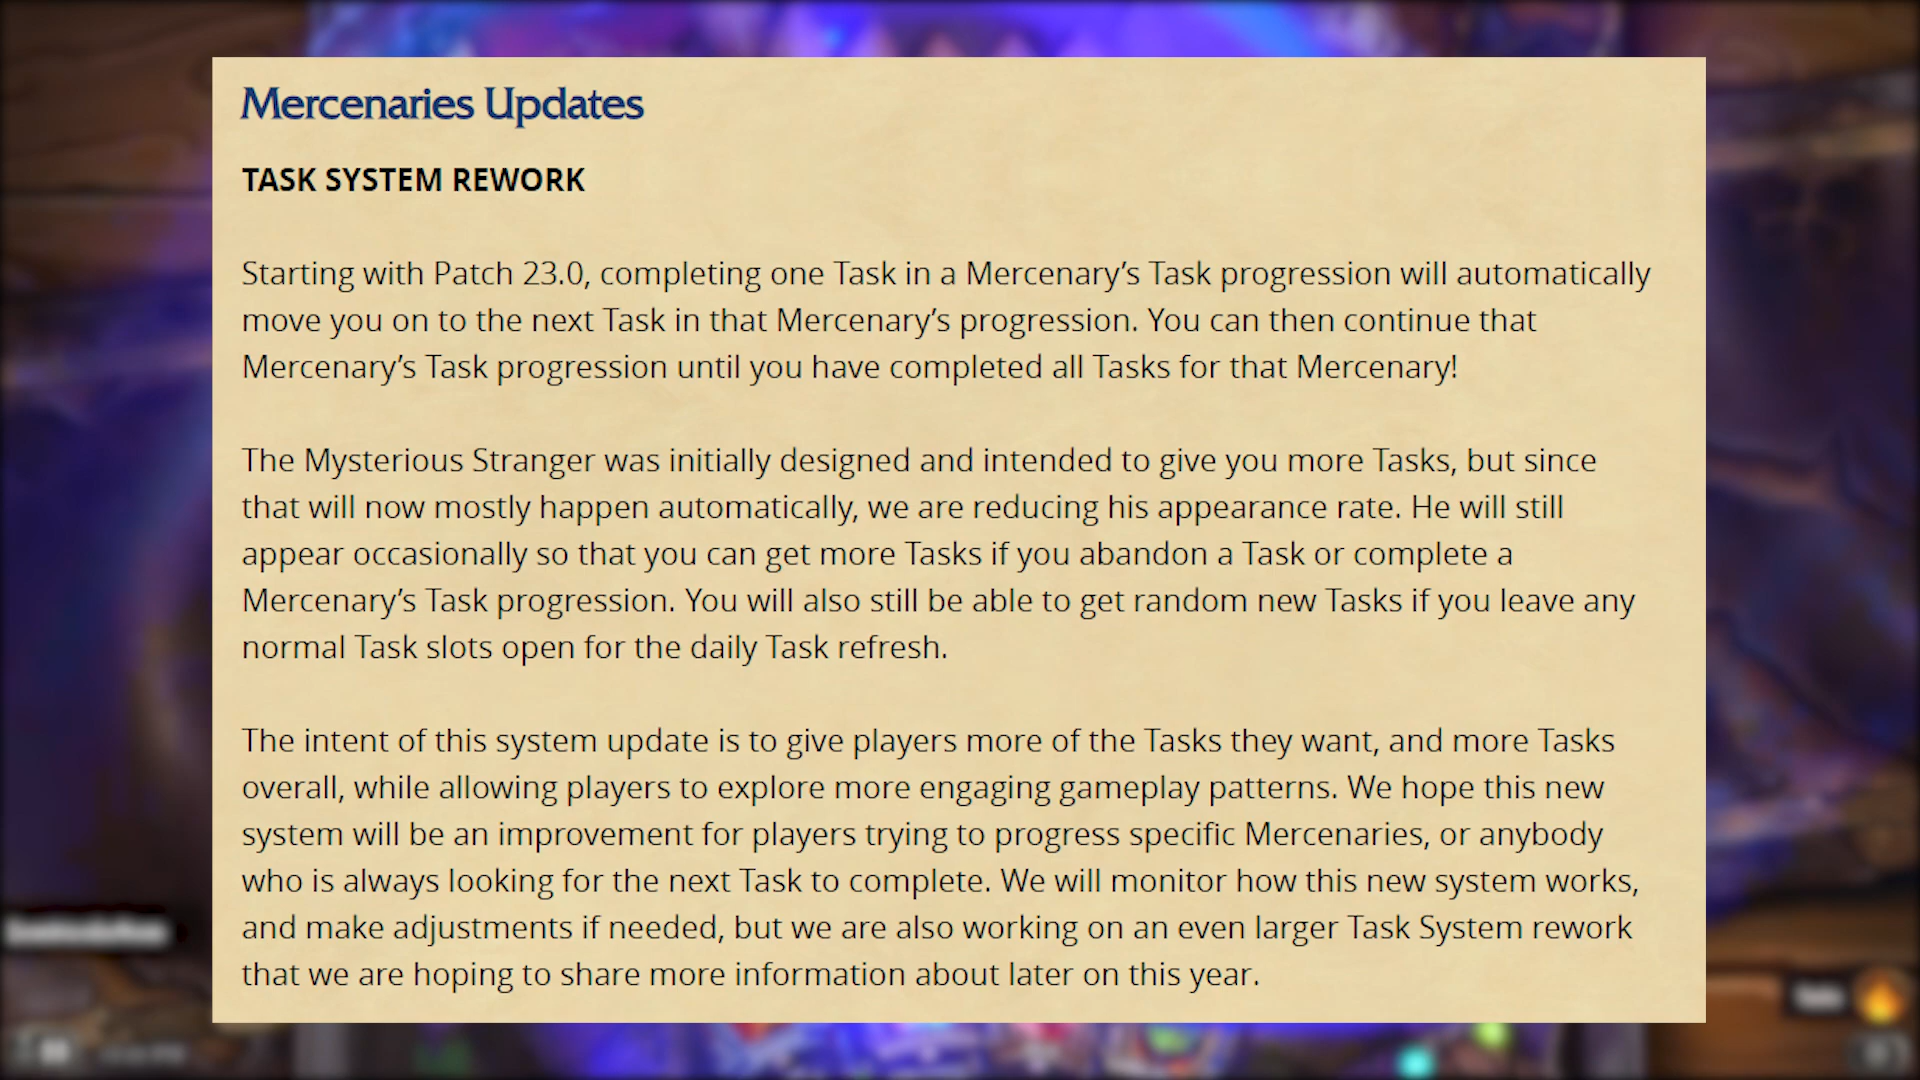 Mercenaries Updates
TASK SYSTEM REWORK
Starting with Patch 23.0, completing one Task in a Mercenary’s Task progression will automatically
move you on to the next Task in that Mercenary’s progression. You can then continue that
Mercenary’s Task progression until you have completed all Tasks for that Mercenary!
The Mysterious Stranger was initially designed and intended to give you more Tasks, but since
that will now mostly happen automatically, we are reducing his appearance rate. He will still
appear occasionally so that you can get more Tasks if you abandon a Task or complete a
Mercenary’s Task progression. You will also still be able to get random new Tasks if you leave any
normal Task slots open for the daily Task refresh.
The intent of this system update is to give players more of the Tasks they want, and more Tasks
overall, while allowing players to explore more engaging gameplay patterns. We hope this new
system will be an improvement for players trying to progress specific Mercenaries, or anybody
who is always looking for the next Task to complete. We will monitor how this new system works,
and make adjustments if needed, but we are also working on an even larger Task System rework
that we are hoping to share more information about later on this year.